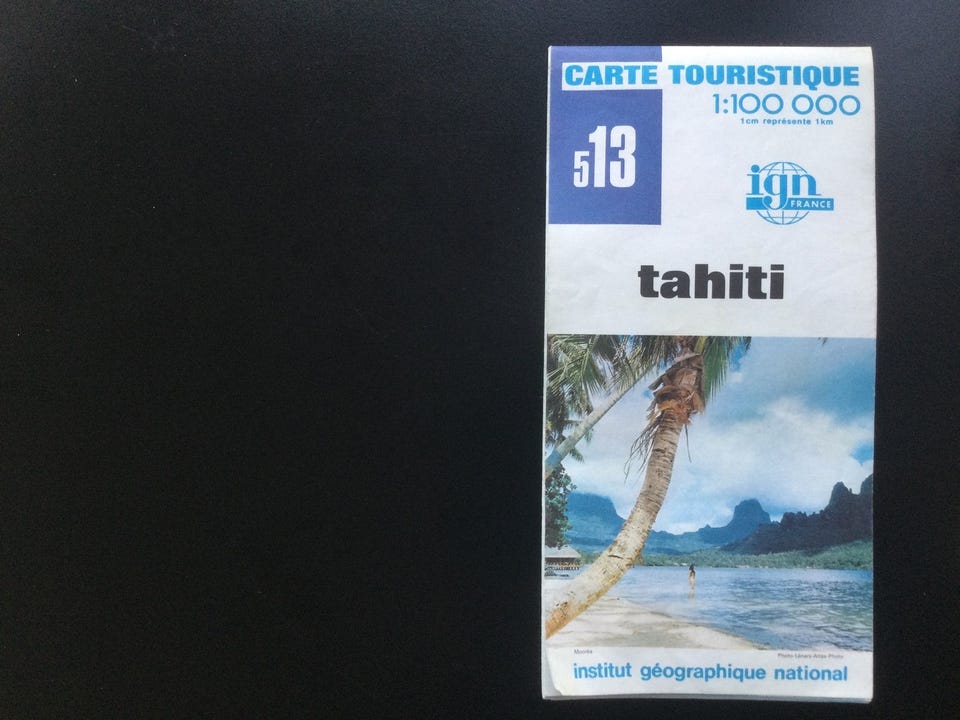 CARTE TOURISTIQUE
1:100 000
1cm représente 1km
513
ign
FRANCE
tahiti
Mooréa
Photo-Lénars-Atlas-Photo
institut géographique national